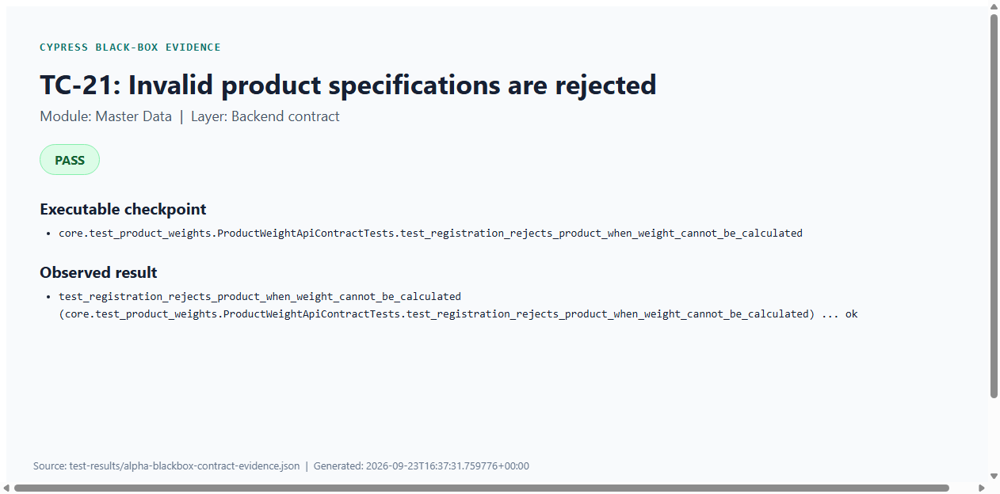 CYPRESS BLACK-BOX EVIDENCE
TC-21: Invalid product specifications are rejected
Module: Master Data | Layer: Backend contract
PASS
Executable checkpoint
• core.test_product_weights.ProductWeightApiContractTests.test_registration_rejects_product_when_weight_cannot_be_calculated
Observed result
• test_registration_rejects_product_when_weight_cannot_be_calculated
(core.test_product_weights.ProductWeightApiContractTests.test_registration_rejects_product_when_weight_cannot_be_calculated) ... ok
Source: test-results/alpha-blackbox-contract-evidence.json | Generated: 2026-09-23T16:37:31.759776+00:00